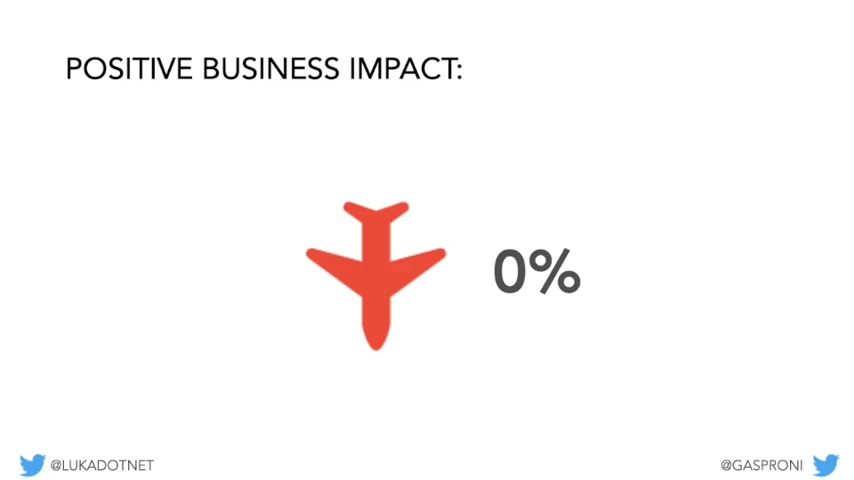 POSITIVE BUSINESS IMPACT:
0%
@LUKADOTNET
@GASPRONI